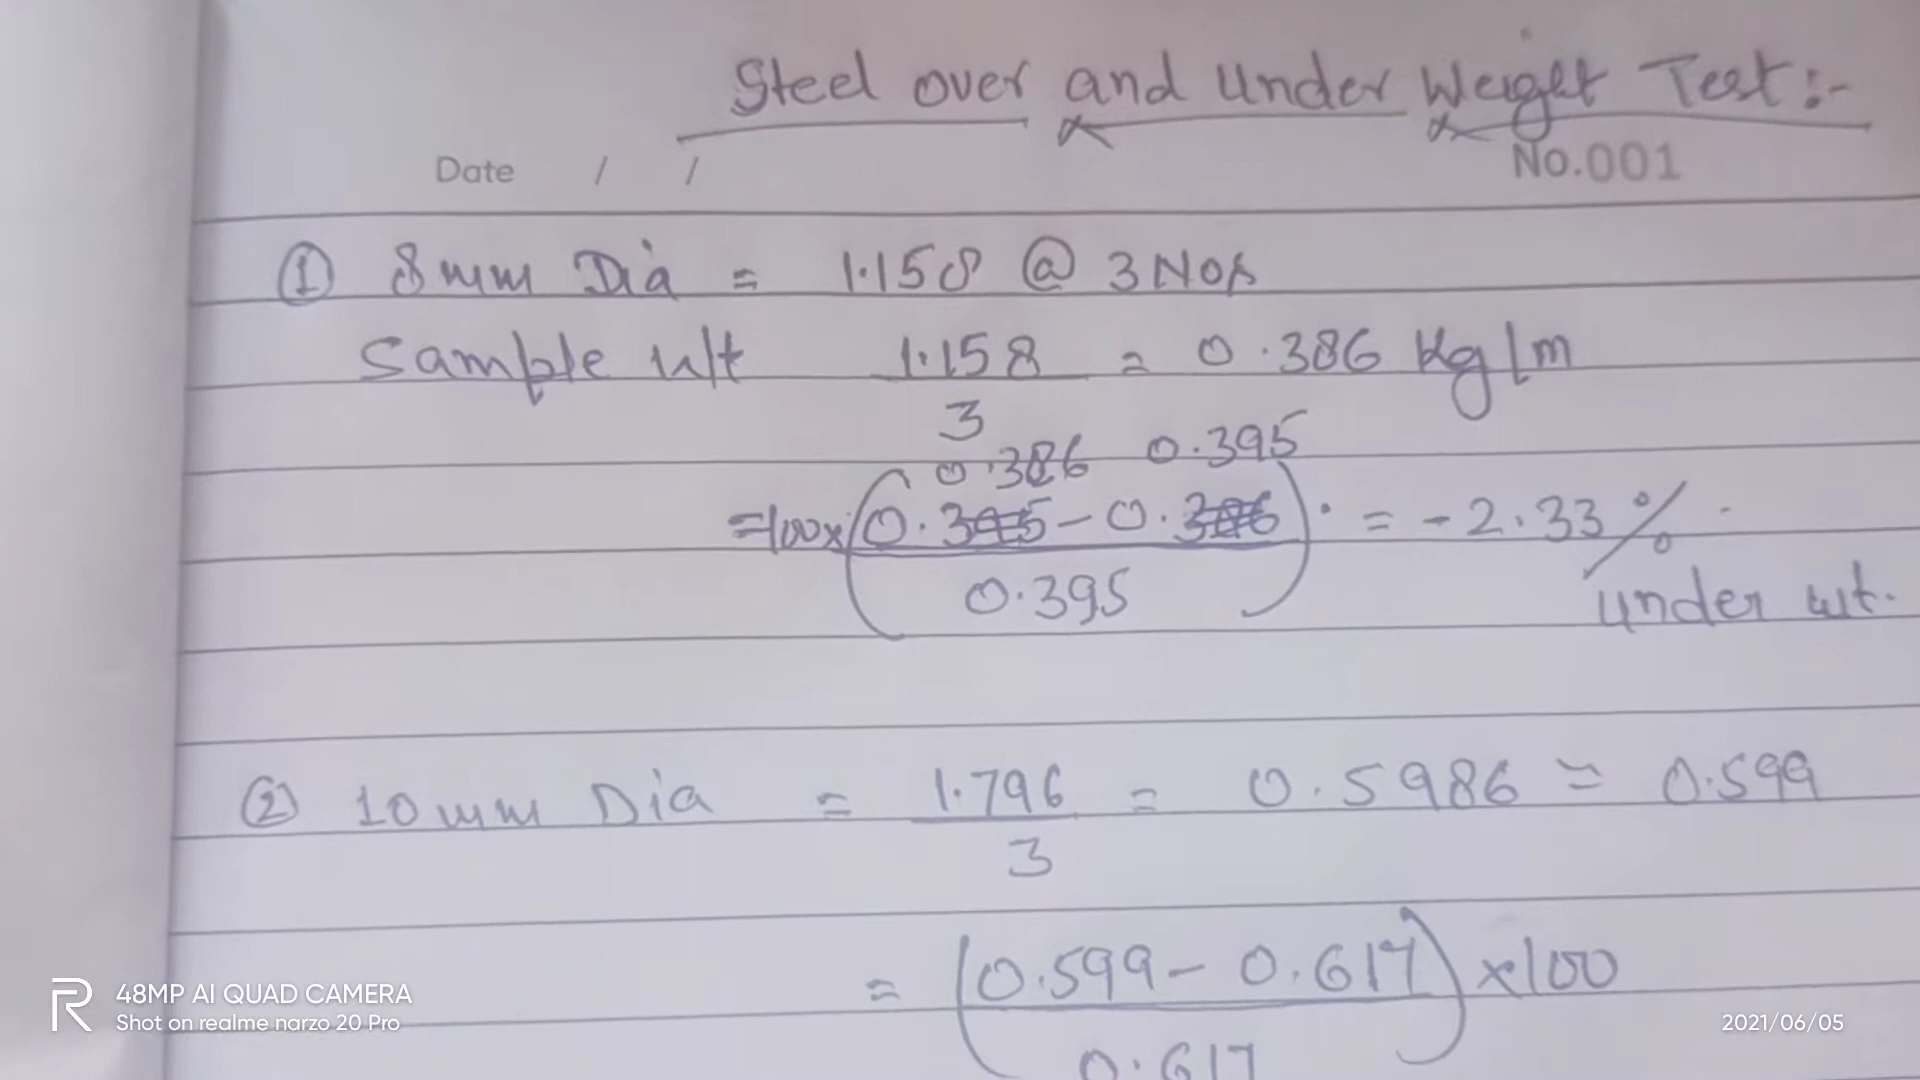 Steel over and Under Weight Test:-
Date / /
No.001
① 8mm Dia = 1.158 @ 3Nos
Sample wt 1.158 = 0.386 Kg/m
3
0.386 0.395
=100x(0.395-0.386) = -2.33%
0.395
under wt.
② 10mm Dia = 1.796 = 0.5986 = 0.599
3
= (0.599-0.617) x100
0.617
48MP AI QUAD CAMERA
Shot on realme narzo 20 Pro
2021/06/05